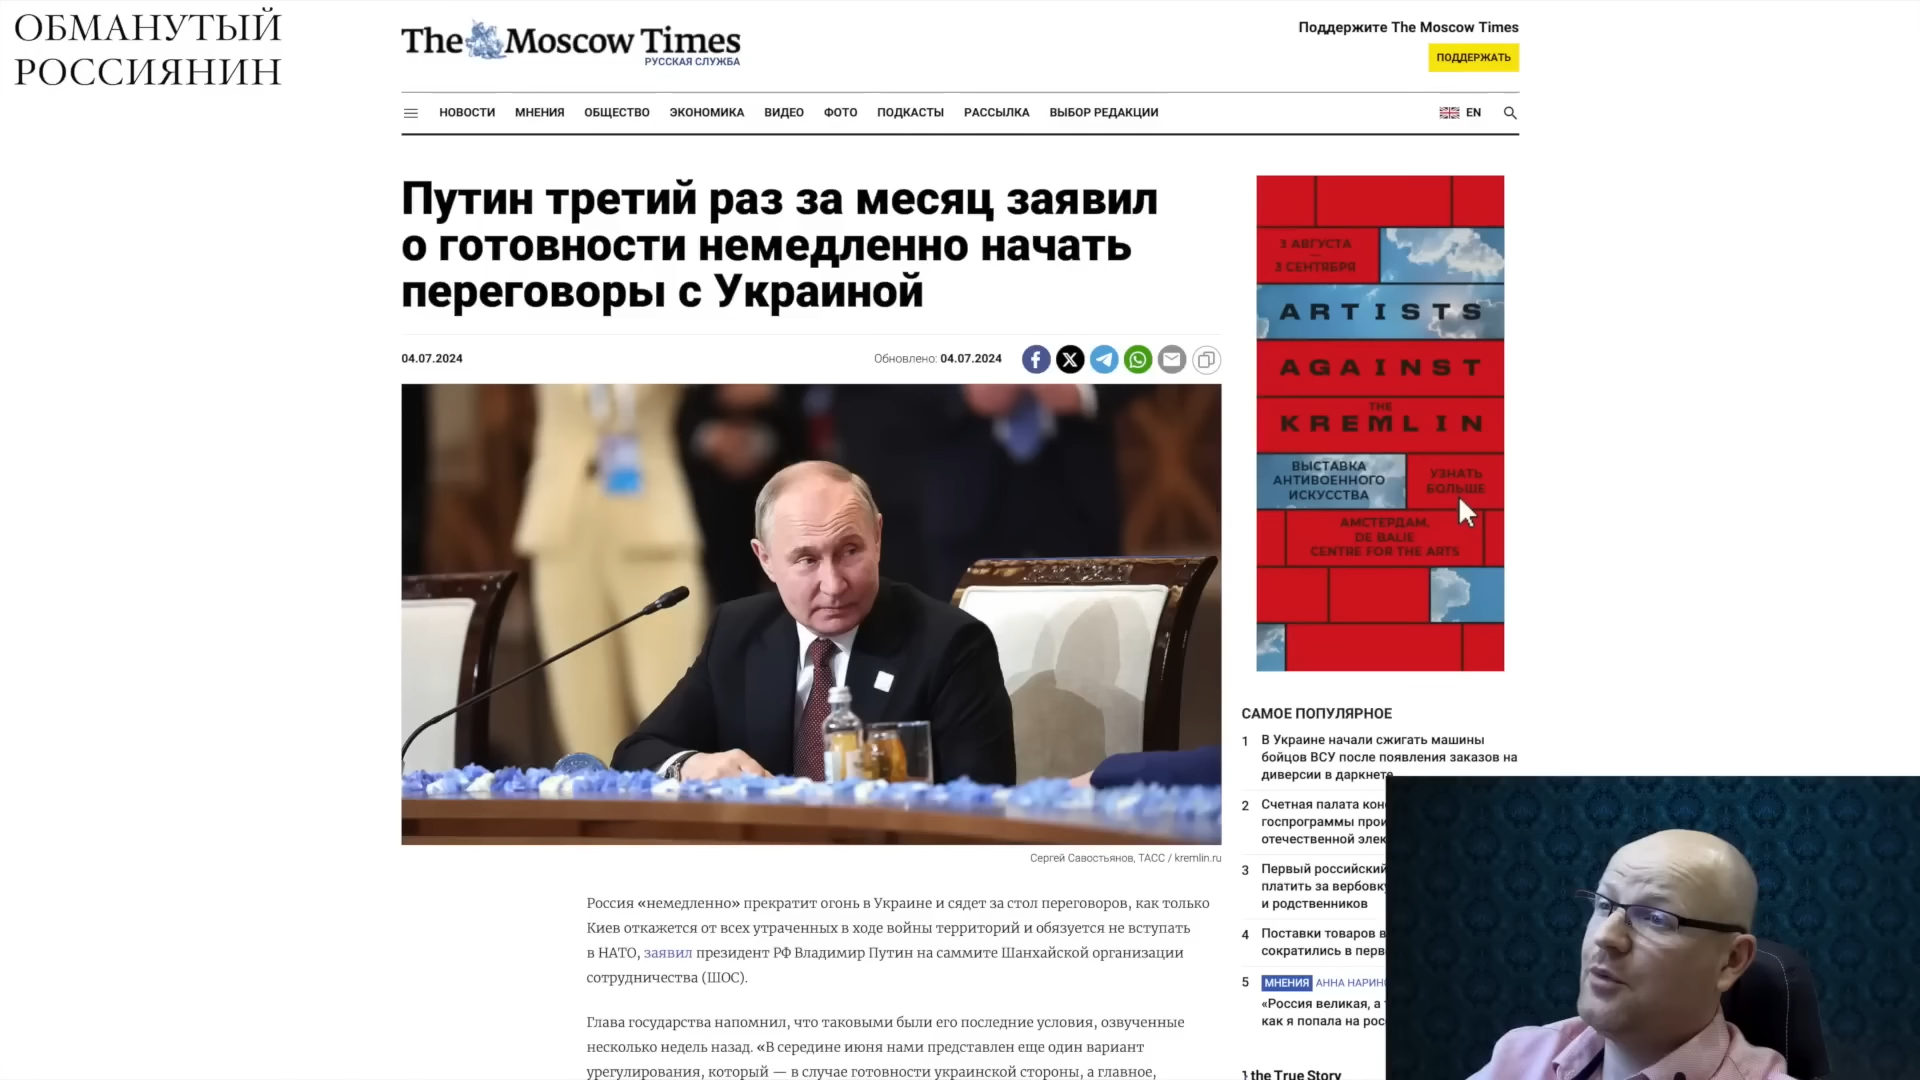 ОБМАНУТЫЙ
РОССИЯНИН
The Moscow Times
РУССКАЯ СЛУЖБА
Поддержите The Moscow Times
ПОДДЕРЖАТЬ
НОВОСТИ МНЕНИЯ ОБЩЕСТВО ЭКОНОМИКА ВИДЕО ФОТО ПОДКАСТЫ РАССЫЛКА ВЫБОР РЕДАКЦИИ EN
Путин третий раз за месяц заявил
о готовности немедленно начать
переговоры с Украиной
04.07.2024
Обновлено: 04.07.2024
Сергей Савостьянов, ТАСС / kremlin.ru
Россия «немедленно» прекратит огонь в Украине и сядет за стол переговоров, как только
Киев откажется от всех утраченных в ходе войны территорий и обязуется не вступать
в НАТО, заявил президент РФ Владимир Путин на саммите Шанхайской организации
сотрудничества (ШОС).
Глава государства напомнил, что таковыми были его последние условия, озвученные
несколько недель назад. «В середине июня нами представлен еще один вариант
урегулирования, который — в случае готовности украинской стороны, а главное,
3 АВГУСТА
—
3 СЕНТЯБРЯ
ARTISTS
AGAINST
THE
KREMLIN
ВЫСТАВКА
АНТИВОЕННОГО
ИСКУССТВА
УЗНАТЬ
БОЛЬШЕ
АМСТЕРДАМ,
DE BALIE
CENTRE FOR THE ARTS
САМОЕ ПОПУЛЯРНОЕ
1 В Украине начали сжигать машины
бойцов ВСУ после появления заказов на
диверсии в даркнете
2 Счетная палата
госпрограммы
отечественной
3 Первый российский
платить за
и родственников
4 Поставки товаров в
сократились в
5 МНЕНИЯ АННА
«Россия великая, а
как я попала на
} the True Story